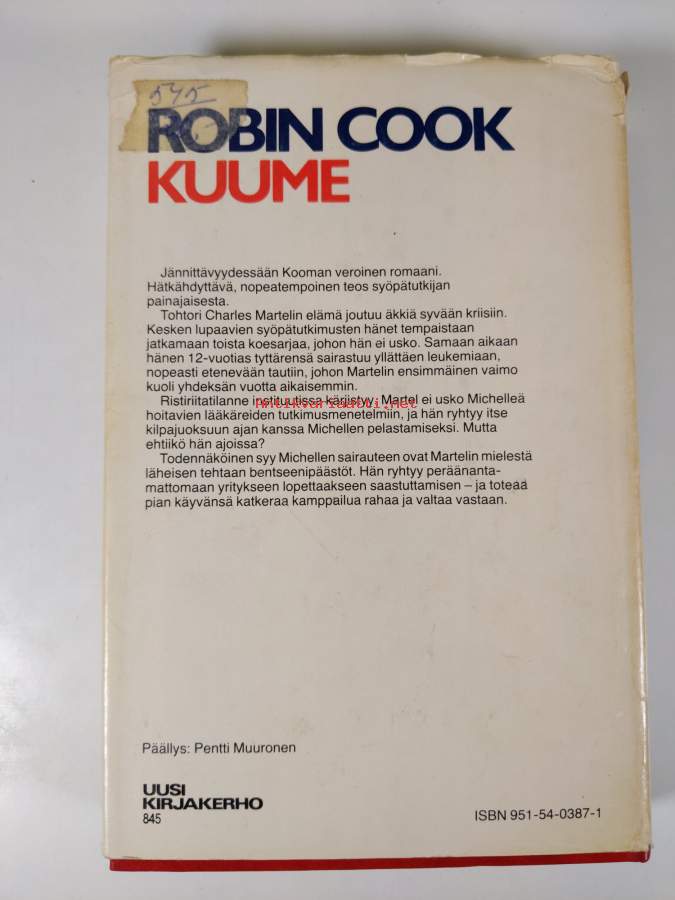 545
ROBIN COOK
KUUME
Jännittävyydessään Kooman veroinen romaani.
Hätkähdyttävä, nopeatempoinen teos syöpätutkijan
painajaisesta.
Tohtori Charles Martelin elämä joutuu äkkiä syvään kriisiin.
Kesken lupaavien syöpätutkimusten hänet tempaistaan
jatkamaan toista koesarjaa, johon hän ei usko. Samaan aikaan
hänen 12-vuotias tyttärensä sairastuu yllättäen leukemiaan,
nopeasti etenevään tautiin, johon Martelin ensimmäinen vaimo
kuoli yhdeksän vuotta aikaisemmin.
Ristiriitatilanne instituutissa kärjistyy: Martel ei usko Michelleä
antikvariaatti.net
hoitavien lääkäreiden tutkimusmenetelmiin, ja hän ryhtyy itse
kilpajuoksuun ajan kanssa Michellen pelastamiseksi. Mutta
ehtiikö hän ajoissa?
Todennäköinen syy Michellen sairauteen ovat Martelin mielestä
läheisen tehtaan bentseenipäästöt. Hän ryhtyy peräänanta-
mattomaan yritykseen lopettaakseen saastuttamisen – ja toteaa
pian käyvänsä katkeraa kamppailua rahaa ja valtaa vastaan.
Päällys: Pentti Muuronen
UUSI
KIRJAKERHO
845
ISBN 951-54-0387-1